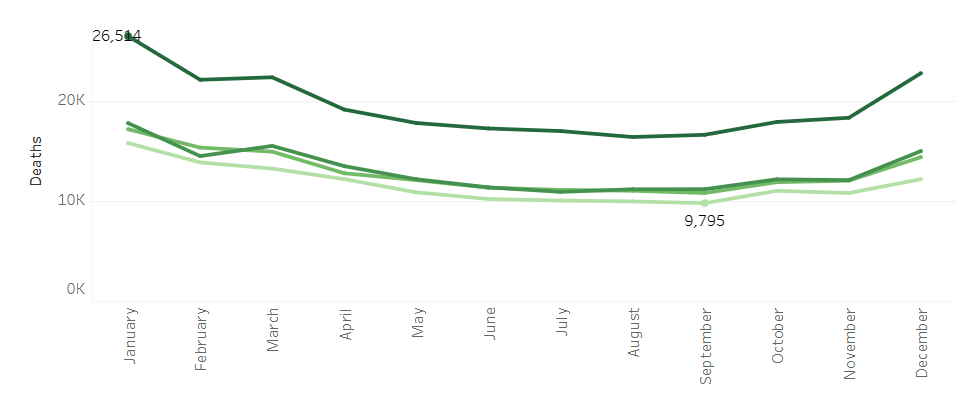 26,514
20K
10K
0K
Deaths
9,795
January
February
March
April
May
June
July
August
September
October
November
December